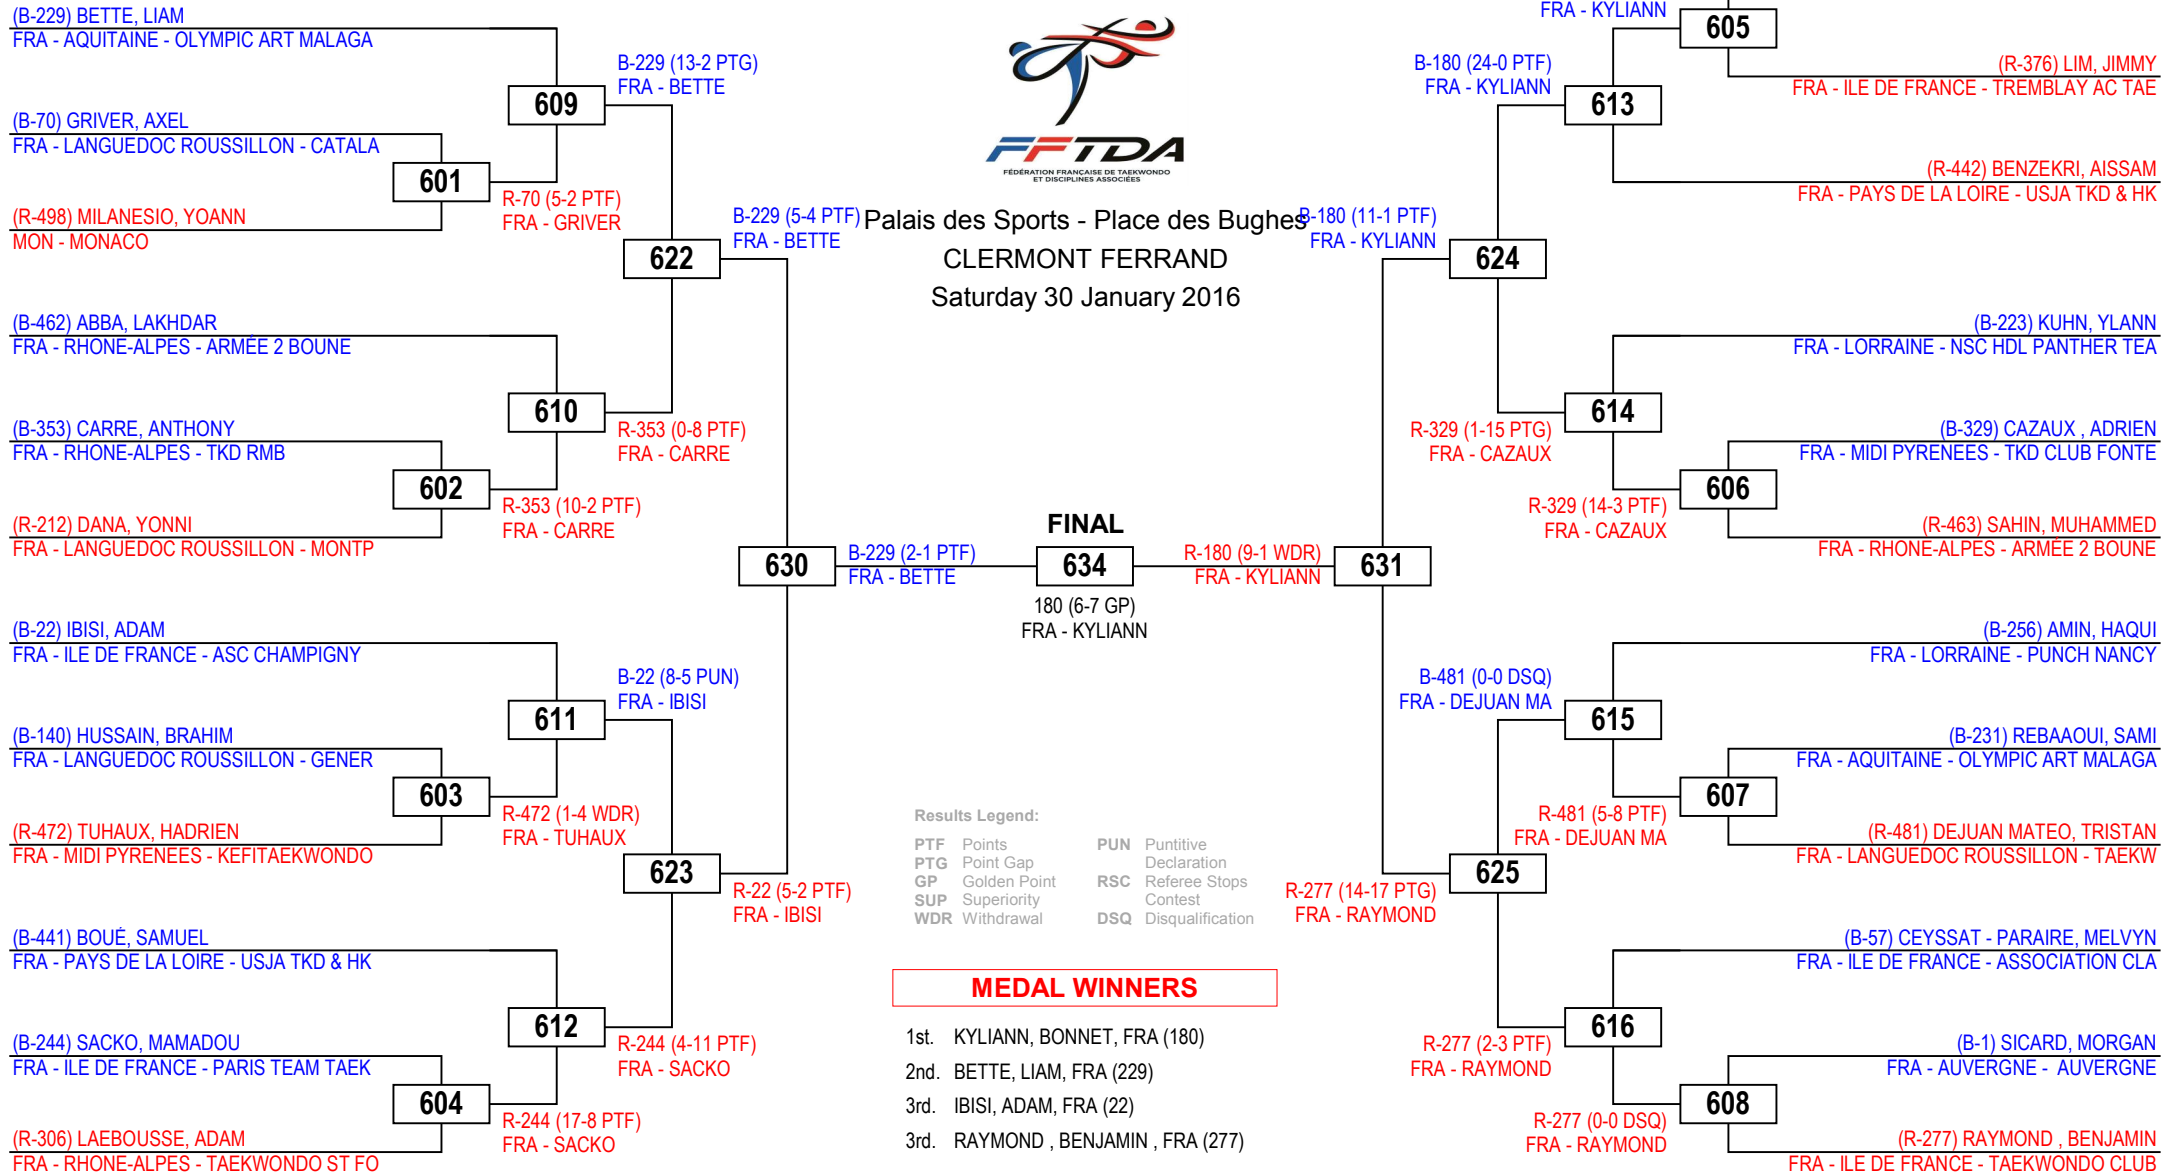 (B-229) BETTE, LIAM
FRA - AQUITAINE - OLYMPIC ART MALAGA
B-229 (13-2 PTG)
FRA - BETTE
609
(B-70) GRIVER, AXEL
FRA - LANGUEDOC ROUSSILLON - CATALA
601
(R-498) MILANESIO, YOANN
MON - MONACO
R-70 (5-2 PTF)
FRA - GRIVER
B-229 (5-4 PTF)
FRA - BETTE
622
(B-462) ABBA, LAKHDAR
FRA - RHONE-ALPES - ARMÉE 2 BOUNE
610
(B-353) CARRE, ANTHONY
FRA - RHONE-ALPES - TKD RMB
R-353 (0-8 PTF)
FRA - CARRE
602
(R-212) DANA, YONNI
FRA - LANGUEDOC ROUSSILLON - MONTP
R-353 (10-2 PTF)
FRA - CARRE
630
B-229 (2-1 PTF)
FRA - BETTE
(B-22) IBISI, ADAM
FRA - ILE DE FRANCE - ASC CHAMPIGNY
B-22 (8-5 PUN)
FRA - IBISI
611
(B-140) HUSSAIN, BRAHIM
FRA - LANGUEDOC ROUSSILLON - GENER
603
(R-472) TUHAUX, HADRIEN
FRA - MIDI PYRENEES - KEFITAEKWONDO
R-472 (1-4 WDR)
FRA - TUHAUX
623
R-22 (5-2 PTF)
FRA - IBISI
(B-441) BOUÉ, SAMUEL
FRA - PAYS DE LA LOIRE - USJA TKD & HK
612
(B-244) SACKO, MAMADOU
FRA - ILE DE FRANCE - PARIS TEAM TAEK
R-244 (4-11 PTF)
FRA - SACKO
604
(R-306) LAEBOUSSE, ADAM
FRA - RHONE-ALPES - TAEKWONDO ST FO
R-244 (17-8 PTF)
FRA - SACKO
FFTDA
FÉDÉRATION FRANÇAISE DE TAEKWONDO
ET DISCIPLINES ASSOCIÉES
Palais des Sports - Place des Bughes
CLERMONT FERRAND
Saturday 30 January 2016
FINAL
634
180 (6-7 GP)
FRA - KYLIANN
Results Legend:
PTF Points
PTG Point Gap
GP Golden Point
SUP Superiority
WDR Withdrawal
PUN Puntitive
Declaration
RSC Referee Stops
Contest
DSQ Disqualification
MEDAL WINNERS
1st. KYLIANN, BONNET, FRA (180)
2nd. BETTE, LIAM, FRA (229)
3rd. IBISI, ADAM, FRA (22)
3rd. RAYMOND , BENJAMIN , FRA (277)
FRA - KYLIANN
605
B-180 (24-0 PTF)
FRA - KYLIANN
(R-376) LIM, JIMMY
FRA - ILE DE FRANCE - TREMBLAY AC TAE
613
(R-442) BENZEKRI, AISSAM
FRA - PAYS DE LA LOIRE - USJA TKD & HK
B-180 (11-1 PTF)
FRA - KYLIANN
624
(B-223) KUHN, YLANN
FRA - LORRAINE - NSC HDL PANTHER TEA
614
R-329 (1-15 PTG)
FRA - CAZAUX
(B-329) CAZAUX , ADRIEN
FRA - MIDI PYRENEES - TKD CLUB FONTE
606
R-329 (14-3 PTF)
FRA - CAZAUX
(R-463) SAHIN, MUHAMMED
FRA - RHONE-ALPES - ARMÉE 2 BOUNE
R-180 (9-1 WDR)
FRA - KYLIANN
631
(B-256) AMIN, HAQUI
FRA - LORRAINE - PUNCH NANCY
B-481 (0-0 DSQ)
FRA - DEJUAN MA
615
(B-231) REBAAOUI, SAMI
FRA - AQUITAINE - OLYMPIC ART MALAGA
607
R-481 (5-8 PTF)
FRA - DEJUAN MA
(R-481) DEJUAN MATEO, TRISTAN
FRA - LANGUEDOC ROUSSILLON - TAEKW
625
R-277 (14-17 PTG)
FRA - RAYMOND
(B-57) CEYSSAT - PARAIRE, MELVYN
FRA - ILE DE FRANCE - ASSOCIATION CLA
616
R-277 (2-3 PTF)
FRA - RAYMOND
(B-1) SICARD, MORGAN
FRA - AUVERGNE - AUVERGNE
608
R-277 (0-0 DSQ)
FRA - RAYMOND
(R-277) RAYMOND , BENJAMIN
FRA - ILE DE FRANCE - TAEKWONDO CLUB